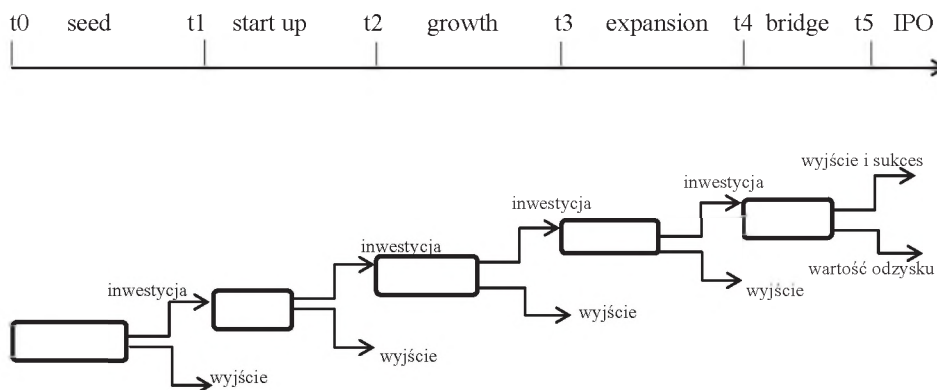 t0 seed t1 start up t2 growth t3 expansion t4 bridge t5 IPO
wyjście i sukces
inwestycja
inwestycja
inwestycja
wartość odzysku
inwestycja
wyjście
wyjście
wyjście
wyjście